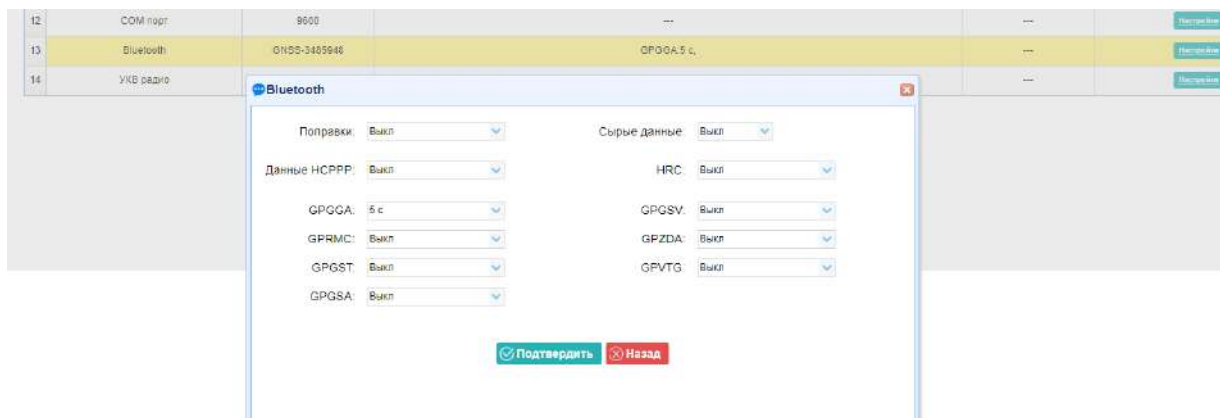 12 COM порт 9600 --- ---
13 Bluetooth GNSS-3485948 GPGGA:5 с, ---
14 УКВ радио ---
Bluetooth
Поправки: Выкл Сырые данные Выкл
Данные HCPPP: Выкл HRC: Выкл
GPGGA: 5 с GPGSV: Выкл
GPRMC: Выкл GPZDA: Выкл
GPGST: Выкл GPVTG: Выкл
GPGSA: Выкл
Подтвердить Назад